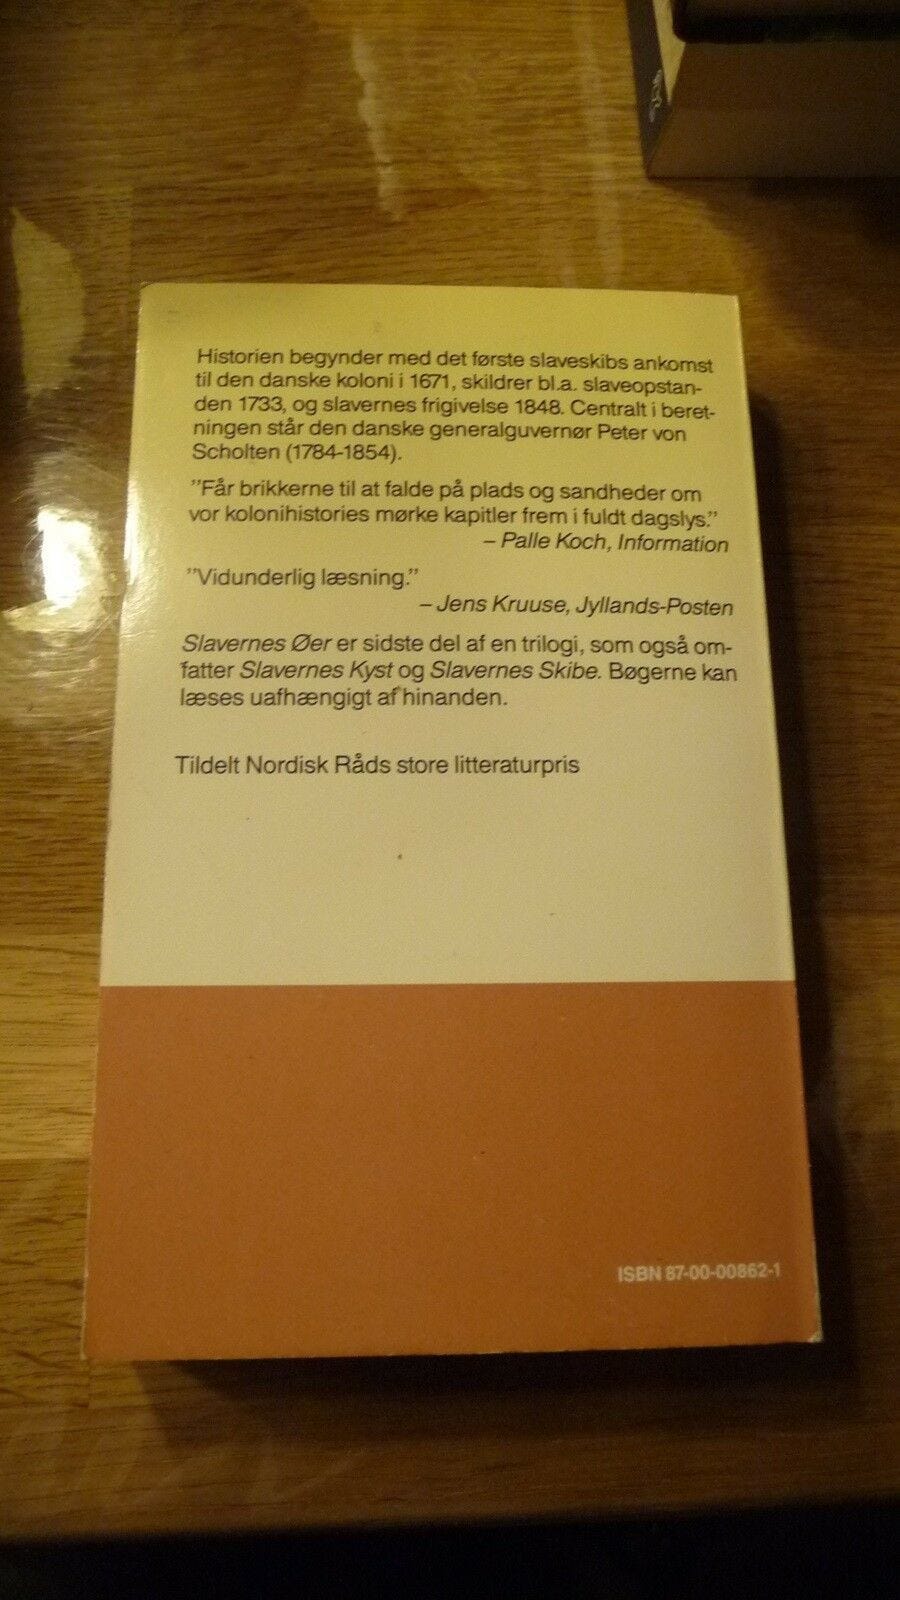 Historien begynder med det første slaveskibs ankomst
til den danske koloni i 1671, skildrer bl.a. slaveopstan-
den 1733, og slavernes frigivelse 1848. Centralt i beret-
ningen står den danske generalguvernør Peter von
Scholten (1784-1854).
"Får brikkerne til at falde på plads og sandheder om
vor kolonihistories mørke kapitler frem i fuldt dagslys."
– Palle Koch, Information
"Vidunderlig læsning."
– Jens Kruuse, Jyllands-Posten
Slavernes Øer er sidste del af en trilogi, som også om-
fatter Slavernes Kyst og Slavernes Skibe. Bøgerne kan
læses uafhængigt af hinanden.
Tildelt Nordisk Råds store litteraturpris
ISBN 87-00-00862-1